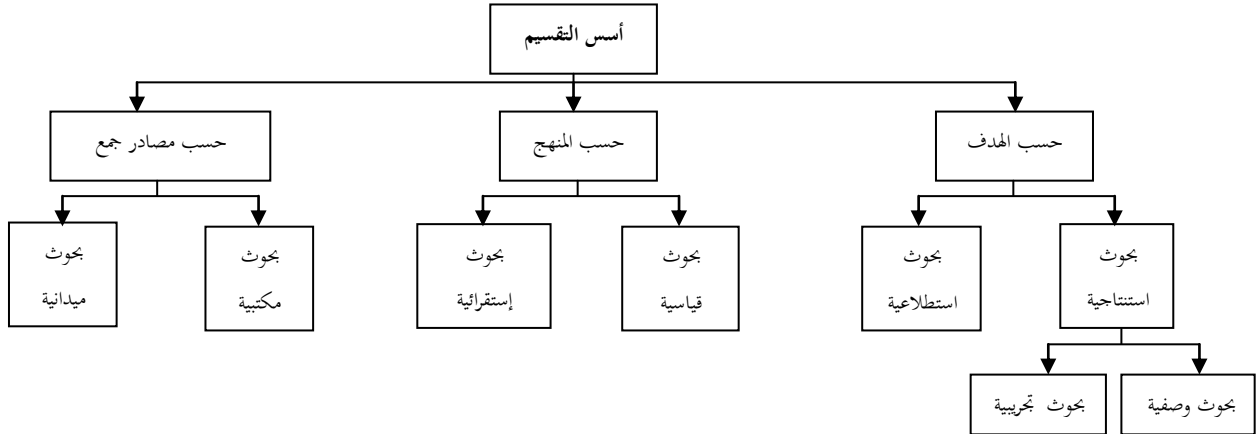 أسس التقسيم
حسب الهدف
حسب المنهج
حسب مصادر جمع
بحوث
استنتاجية
بحوث
استطلاعية
بحوث
قياسية
بحوث
إستقرائية
بحوث
مكتبية
بحوث
ميدانية
بحوث وصفية
بحوث تجريبية